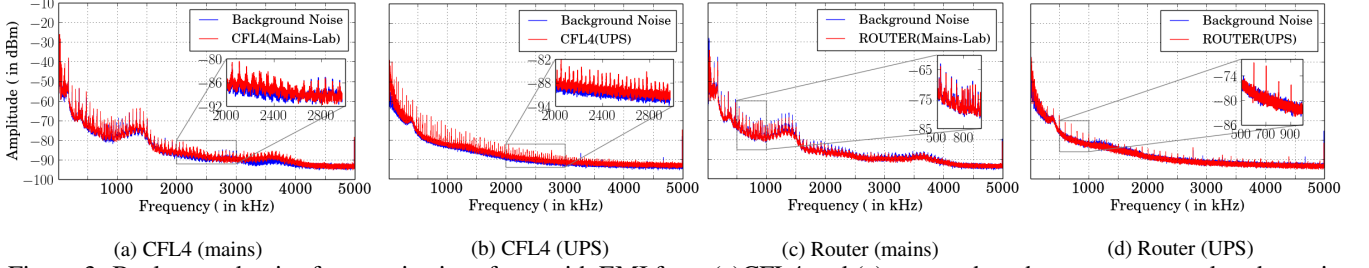 −10
−20
−30
−40
−50
−60
−70
−80
−90
−100
Amplitude ( in dBm)
Background Noise
CFL4(Mains-Lab)
−80
−86
−92
2000 2400 2800
1000 2000 3000 4000 5000
Frequency ( in kHz)
Background Noise
CFL4(UPS)
−82
−88
−94
2000 2200 2400 2600 2800
1000 2000 3000 4000 5000
Frequency ( in kHz)
Background Noise
ROUTER(Mains-Lab)
−65
−75
−85
500 800
1000 2000 3000 4000 5000
Frequency ( in kHz)
Background Noise
ROUTER(UPS)
−74
−80
−86
500 700 900
1000 2000 3000 4000 5000
Frequency ( in kHz)
(a) CFL4 (mains)
(b) CFL4 (UPS)
(c) Router (mains)
(d) Router (UPS)